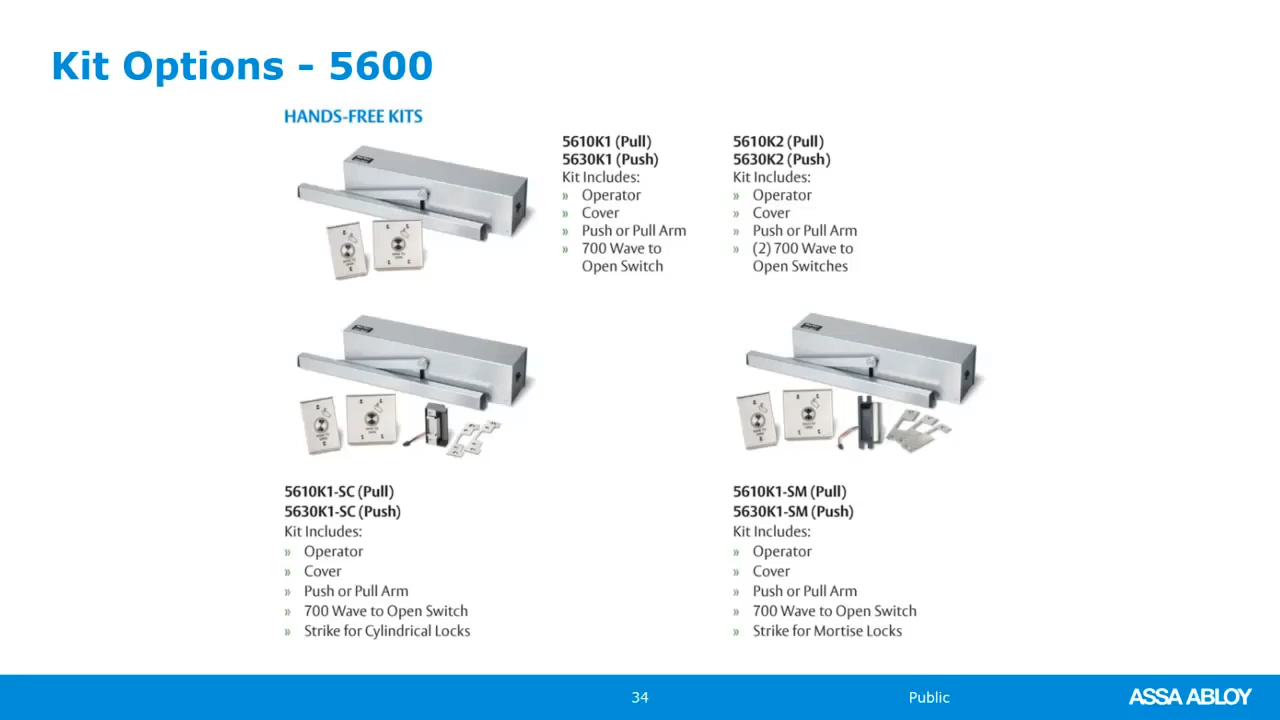 Kit Options - 5600
HANDS-FREE KITS
5610K1 (Pull)
5630K1 (Push)
Kit Includes:
» Operator
» Cover
» Push or Pull Arm
» 700 Wave to
Open Switch
5610K2 (Pull)
5630K2 (Push)
Kit Includes:
» Operator
» Cover
» Push or Pull Arm
» (2) 700 Wave to
Open Switches
5610K1-SC (Pull)
5630K1-SC (Push)
Kit Includes:
» Operator
» Cover
» Push or Pull Arm
» 700 Wave to Open Switch
» Strike for Cylindrical Locks
5610K1-SM (Pull)
5630K1-SM (Push)
Kit Includes:
» Operator
» Cover
» Push or Pull Arm
» 700 Wave to Open Switch
» Strike for Mortise Locks
34
Public
ASSA ABLOY